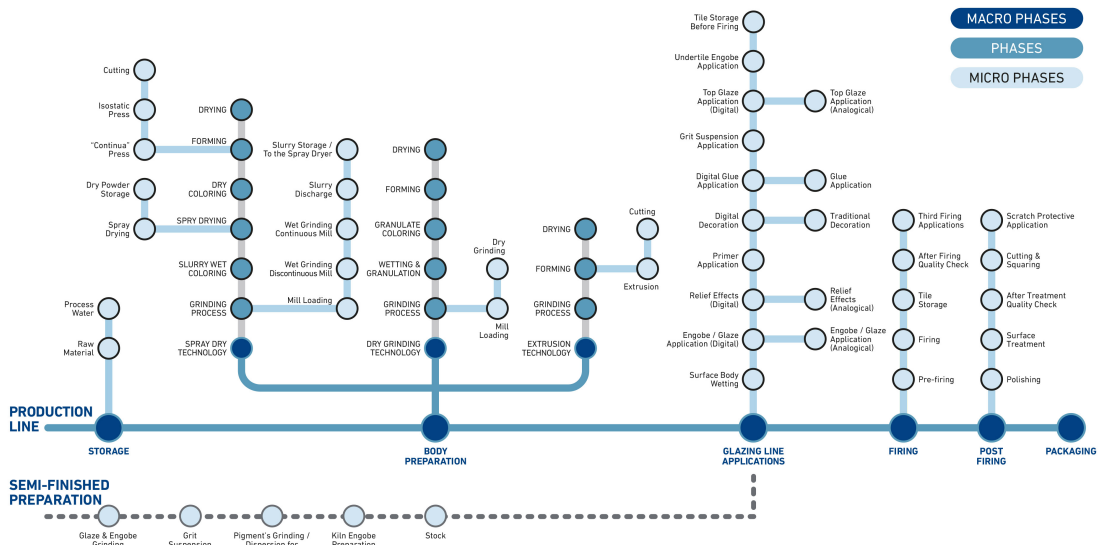 MACRO PHASES
PHASES
MICRO PHASES
Cutting
Isostatic
Press
"Continua"
Press
Dry Powder
Storage
Spray
Drying
Process
Water
Raw
Material
DRYING
FORMING
DRY
COLORING
SPRY DRYING
SLURRY WET
COLORING
GRINDING
PROCESS
SPRAY DRY
TECHNOLOGY
Slurry Storage /
To the Spray Dryer
Slurry
Discharge
Wet Grinding
Continuous Mill
Wet Grinding
Discontinuous Mill
Mill Loading
DRYING
FORMING
GRANULATE
COLORING
WETTING &
GRANULATION
GRINDING
PROCESS
DRY GRINDING
TECHNOLOGY
Dry
Grinding
Mill
Loading
DRYING
FORMING
GRINDING
PROCESS
EXTRUSION
TECHNOLOGY
Cutting
Extrusion
Tile Storage
Before Firing
Undertile Engobe
Application
Top Glaze
Application
(Digital)
Top Glaze
Application
(Analogical)
Grit Suspension
Application
Digital Glue
Application
Glue
Application
Digital
Decoration
Traditional
Decoration
Primer
Application
Relief Effects
(Digital)
Relief
Effects
(Analogical)
Engobe / Glaze
Application (Digital)
Engobe / Glaze
Application
(Analogical)
Surface Body
Wetting
Third Firing
Applications
After Firing
Quality Check
Tile
Storage
Firing
Pre-firing
Scratch Protective
Application
Cutting &
Squaring
After Treatment
Quality Check
Surface
Treatment
Polishing
PRODUCTION
LINE
STORAGE
BODY
PREPARATION
GLAZING LINE
APPLICATIONS
FIRING
POST
FIRING
PACKAGING
SEMI-FINISHED
PREPARATION
Glaze & Engobe
Grinding
Grit
Suspension
Pigment's Grinding /
Dispersion for
Kiln Engobe
Preparation
Stock